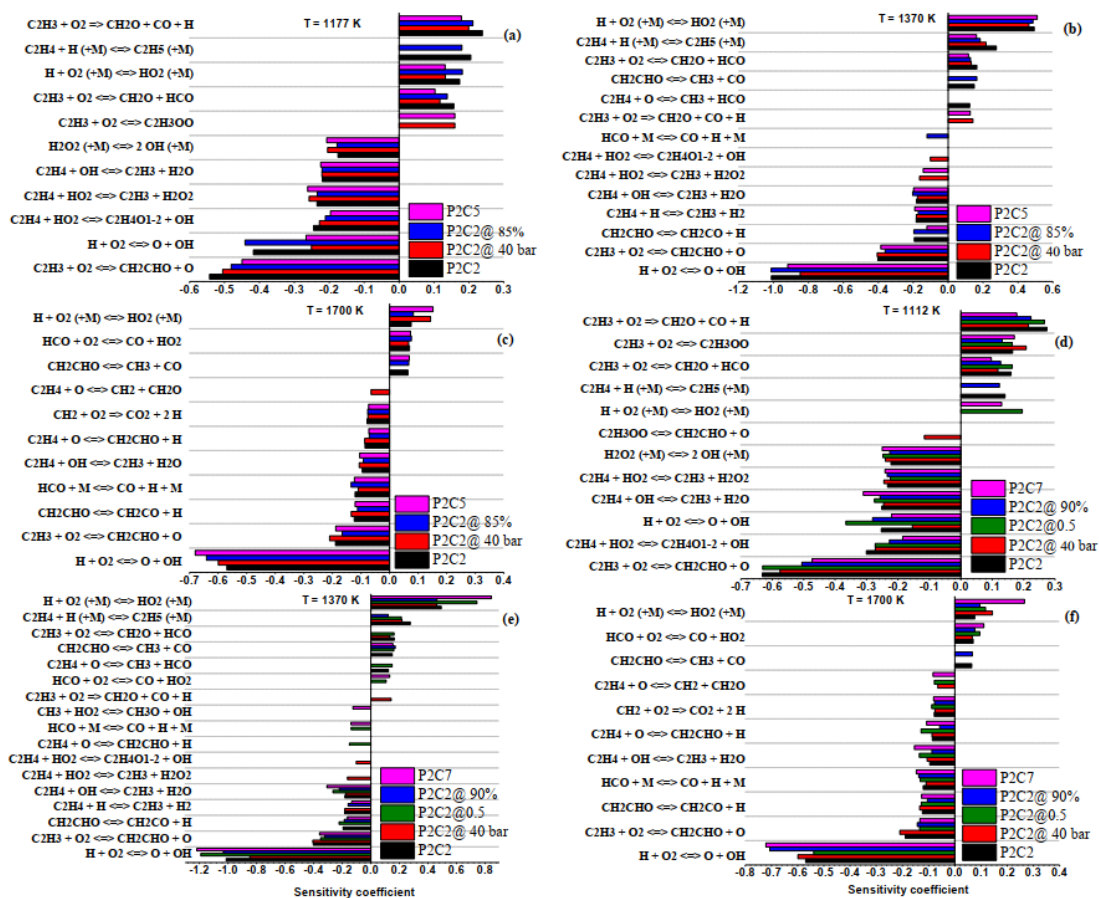 T = 1177 K
(a)
C2H3 + O2 => CH2O + CO + H
C2H4 + H (+M) <=> C2H5 (+M)
H + O2 (+M) <=> HO2 (+M)
C2H3 + O2 <=> CH2O + HCO
C2H3 + O2 <=> C2H3OO
H2O2 (+M) <=> 2 OH (+M)
C2H4 + OH <=> C2H3 + H2O
C2H4 + HO2 <=> C2H3 + H2O2
C2H4 + HO2 <=> C2H4O1-2 + OH
H + O2 <=> O + OH
C2H3 + O2 <=> CH2CHO + O
P2C5
P2C2@ 85%
P2C2@ 40 bar
P2C2
-0.6 -0.5 -0.4 -0.3 -0.2 -0.1 0.0 0.1 0.2 0.3
T = 1370 K
(b)
H + O2 (+M) <=> HO2 (+M)
C2H4 + H (+M) <=> C2H5 (+M)
C2H3 + O2 <=> CH2O + HCO
CH2CHO <=> CH3 + CO
C2H4 + O <=> CH3 + HCO
C2H3 + O2 => CH2O + CO + H
HCO + M <=> CO + H + M
C2H4 + HO2 <=> C2H4O1-2 + OH
C2H4 + HO2 <=> C2H3 + H2O2
C2H4 + OH <=> C2H3 + H2O
C2H4 + H <=> C2H3 + H2
CH2CHO <=> CH2CO + H
C2H3 + O2 <=> CH2CHO + O
H + O2 <=> O + OH
P2C5
P2C2@ 85%
P2C2@ 40 bar
P2C2
-1.2 -1.0 -0.8 -0.6 -0.4 -0.2 0.0 0.2 0.4 0.6
T = 1700 K
(c)
H + O2 (+M) <=> HO2 (+M)
HCO + O2 <=> CO + HO2
CH2CHO <=> CH3 + CO
C2H4 + O <=> CH2 + CH2O
CH2 + O2 => CO2 + 2 H
C2H4 + O <=> CH2CHO + H
C2H4 + OH <=> C2H3 + H2O
HCO + M <=> CO + H + M
CH2CHO <=> CH2CO + H
C2H3 + O2 <=> CH2CHO + O
H + O2 <=> O + OH
P2C5
P2C2@ 85%
P2C2@ 40 bar
P2C2
-0.7 -0.6 -0.5 -0.4 -0.3 -0.2 -0.1 0.0 0.1 0.2 0.3
T = 1112 K
(d)
C2H3 + O2 => CH2O + CO + H
C2H3 + O2 <=> C2H3OO
C2H3 + O2 <=> CH2O + HCO
C2H4 + H (+M) <=> C2H5 (+M)
H + O2 (+M) <=> HO2 (+M)
C2H3OO <=> CH2CHO + O
H2O2 (+M) <=> 2 OH (+M)
C2H4 + HO2 <=> C2H3 + H2O2
C2H4 + OH <=> C2H3 + H2O
H + O2 <=> O + OH
C2H4 + HO2 <=> C2H4O1-2 + OH
C2H3 + O2 <=> CH2CHO + O
P2C7
P2C2@ 90%
P2C2@0.5
P2C2@ 40 bar
P2C2
-0.7 -0.6 -0.5 -0.4 -0.3 -0.2 -0.1 0.0 0.1 0.2 0.3
T = 1370 K
(e)
H + O2 (+M) <=> HO2 (+M)
C2H4 + H (+M) <=> C2H5 (+M)
C2H3 + O2 <=> CH2O + HCO
CH2CHO <=> CH3 + CO
C2H4 + O <=> CH3 + HCO
HCO + O2 <=> CO + HO2
C2H3 + O2 => CH2O + CO + H
CH3 + HO2 <=> CH3O + OH
HCO + M <=> CO + H + M
C2H4 + O <=> CH2CHO + H
C2H4 + HO2 <=> C2H4O1-2 + OH
C2H4 + HO2 <=> C2H3 + H2O2
C2H4 + OH <=> C2H3 + H2O
C2H4 + H <=> C2H3 + H2
CH2CHO <=> CH2CO + H
C2H3 + O2 <=> CH2CHO + O
H + O2 <=> O + OH
P2C7
P2C2@ 90%
P2C2@0.5
P2C2@ 40 bar
P2C2
-1.2 -1.0 -0.8 -0.6 -0.4 -0.2 0.0 0.2 0.4 0.6 0.8
Sensitivity coefficient
T = 1700 K
(f)
H + O2 (+M) <=> HO2 (+M)
HCO + O2 <=> CO + HO2
CH2CHO <=> CH3 + CO
C2H4 + O <=> CH2 + CH2O
CH2 + O2 => CO2 + 2 H
C2H4 + O <=> CH2CHO + H
C2H4 + OH <=> C2H3 + H2O
HCO + M <=> CO + H + M
CH2CHO <=> CH2CO + H
C2H3 + O2 <=> CH2CHO + O
H + O2 <=> O + OH
P2C7
P2C2@ 90%
P2C2@0.5
P2C2@ 40 bar
P2C2
-0.8 -0.7 -0.6 -0.5 -0.4 -0.3 -0.2 -0.1 0.0 0.1 0.2 0.3 0.4
Sensitivity coefficient